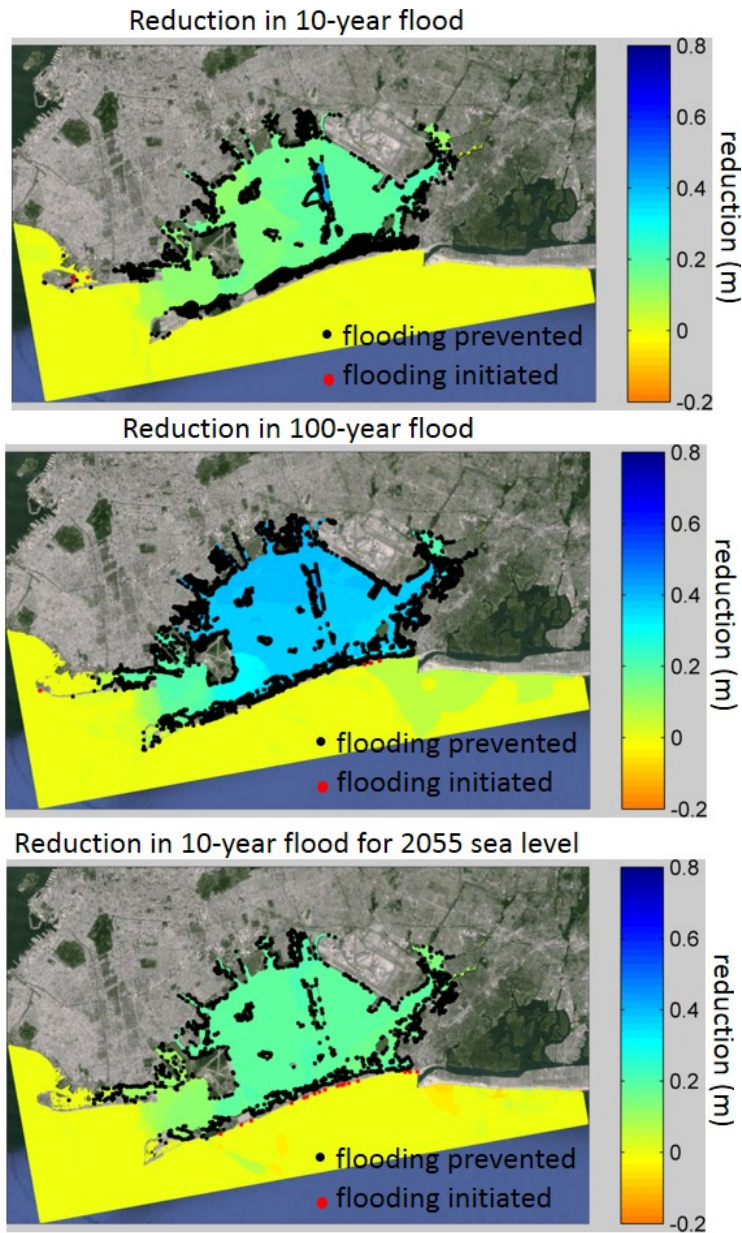 Reduction in 10-year flood
0.8
0.6
0.4
0.2
0
-0.2
reduction (m)
flooding prevented
flooding initiated
Reduction in 100-year flood
0.8
0.6
0.4
0.2
0
-0.2
reduction (m)
flooding prevented
flooding initiated
Reduction in 10-year flood for 2055 sea level
0.8
0.6
0.4
0.2
0
-0.2
reduction (m)
flooding prevented
flooding initiated